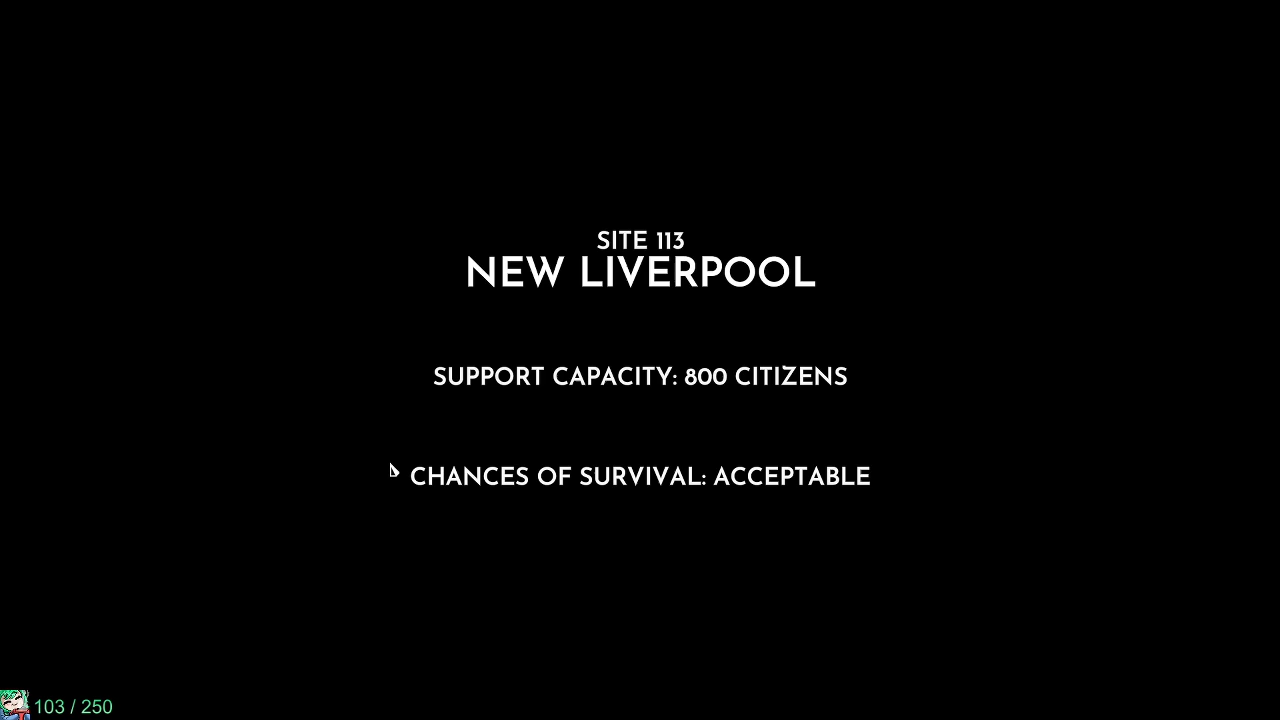 SITE 113
NEW LIVERPOOL
SUPPORT CAPACITY: 800 CITIZENS
CHANCES OF SURVIVAL: ACCEPTABLE
103 / 250